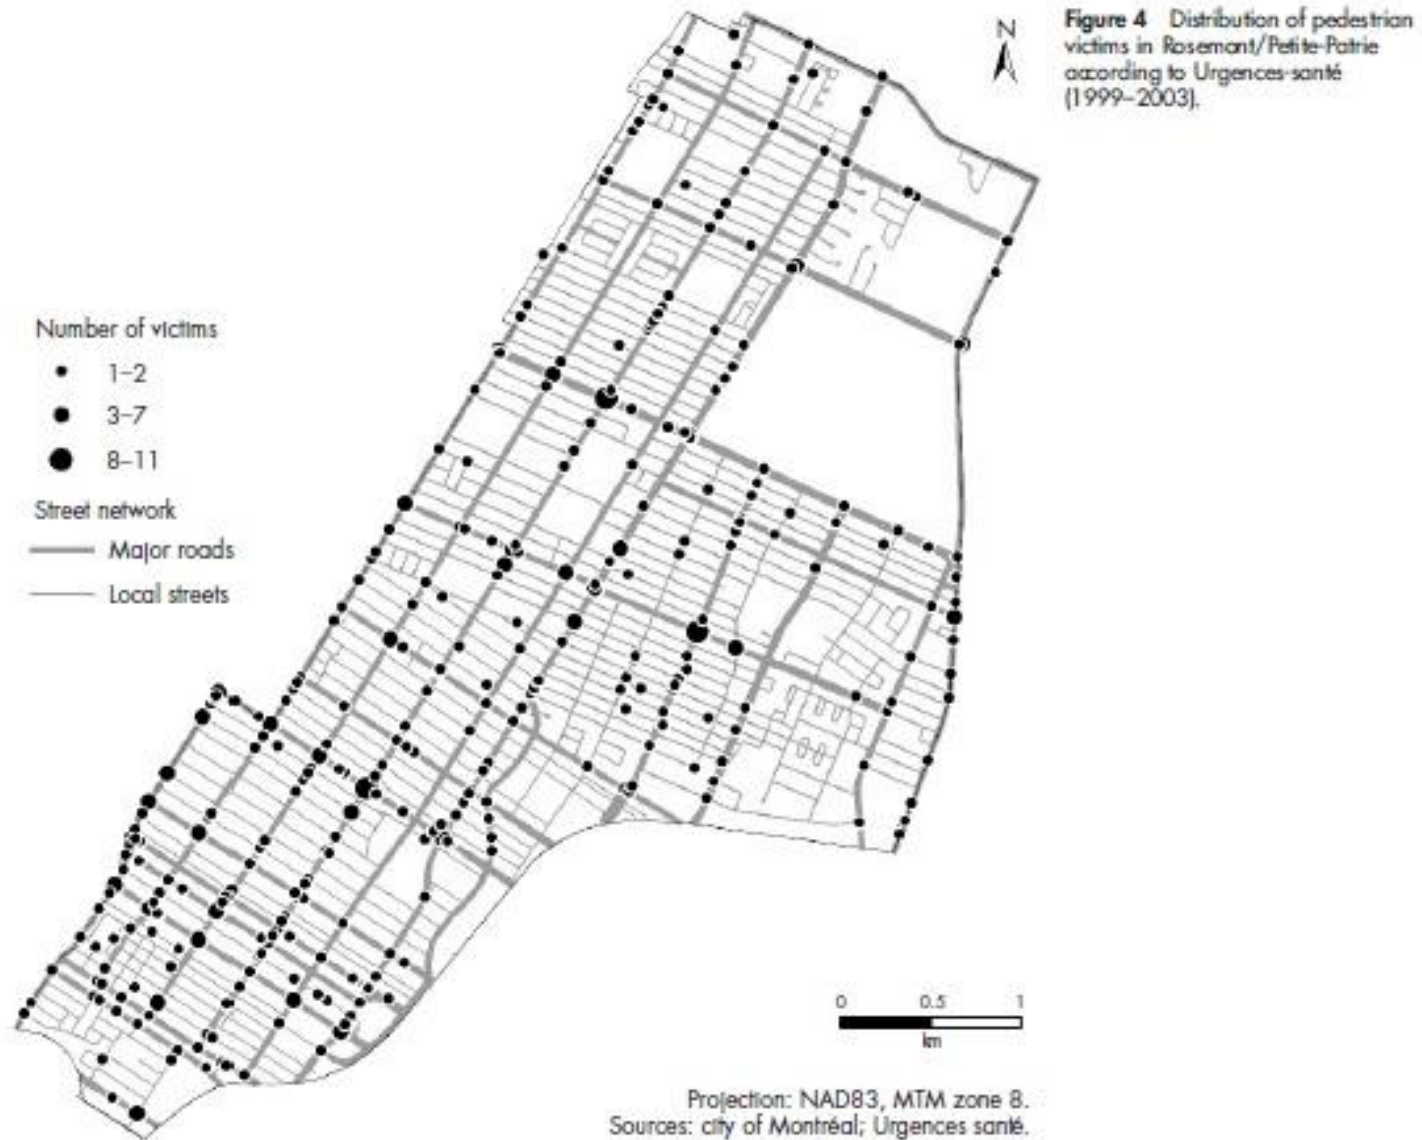 N
Figure 4 Distribution of pedestrian
victims in Rosemont/Petite-Patrie
according to Urgences-santé
(1999–2003).
Number of victims
1–2
3–7
8–11
Street network
Major roads
Local streets
0 0.5 1
km
Projection: NAD83, MTM zone 8.
Sources: city of Montréal; Urgences santé.